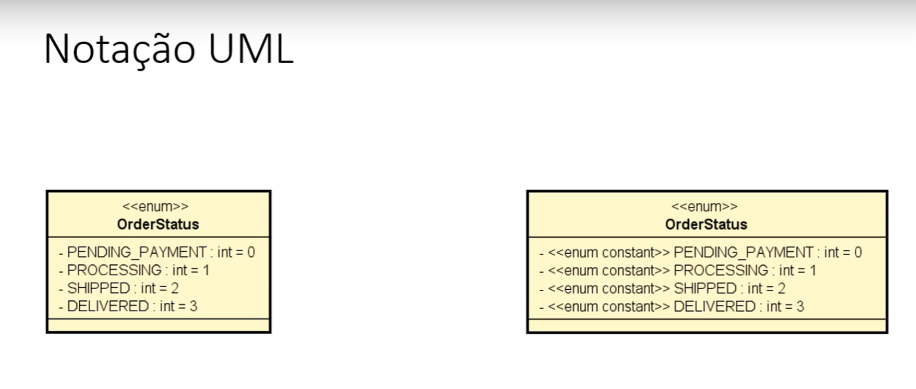 Notação UML
<<enum>>
OrderStatus
- PENDING_PAYMENT : int = 0
- PROCESSING : int = 1
- SHIPPED : int = 2
- DELIVERED : int = 3
<<enum>>
OrderStatus
- <<enum constant>> PENDING_PAYMENT : int = 0
- <<enum constant>> PROCESSING : int = 1
- <<enum constant>> SHIPPED : int = 2
- <<enum constant>> DELIVERED : int = 3